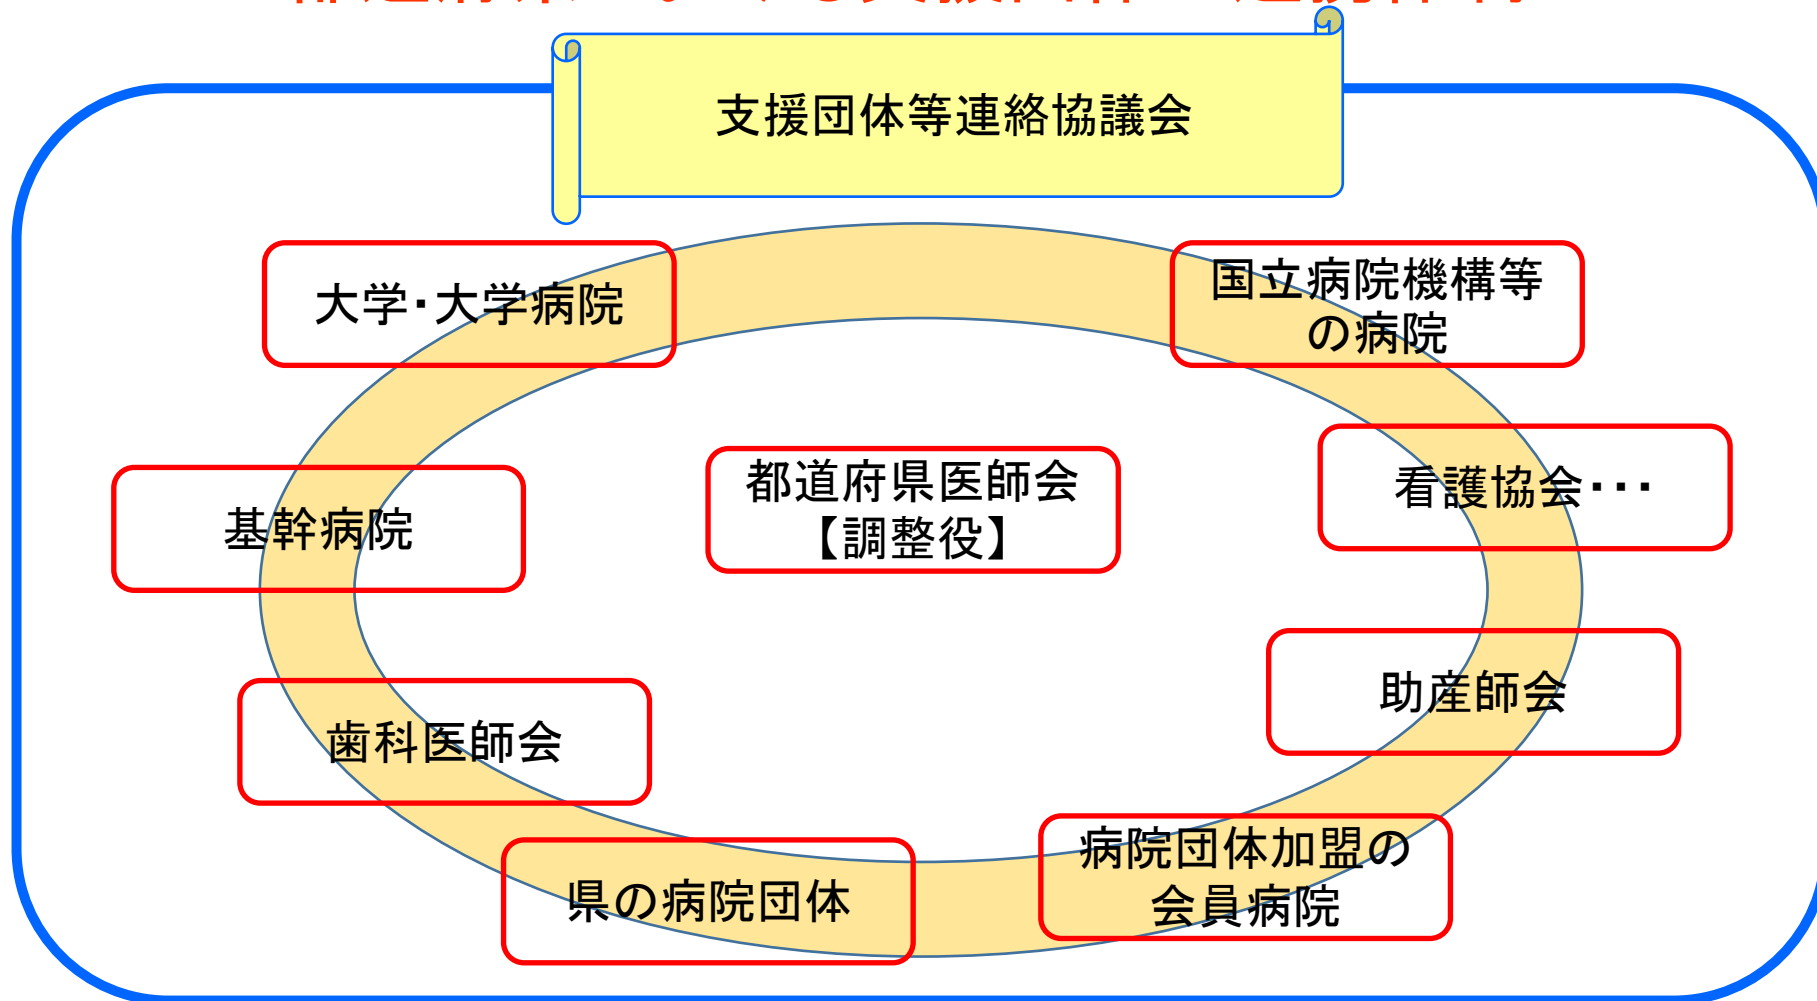 支援団体等連絡協議会
大学・大学病院
国立病院機構等
の病院
都道府県医師会
【調整役】
看護協会・・・
基幹病院
助産師会
歯科医師会
病院団体加盟の
会員病院
県の病院団体